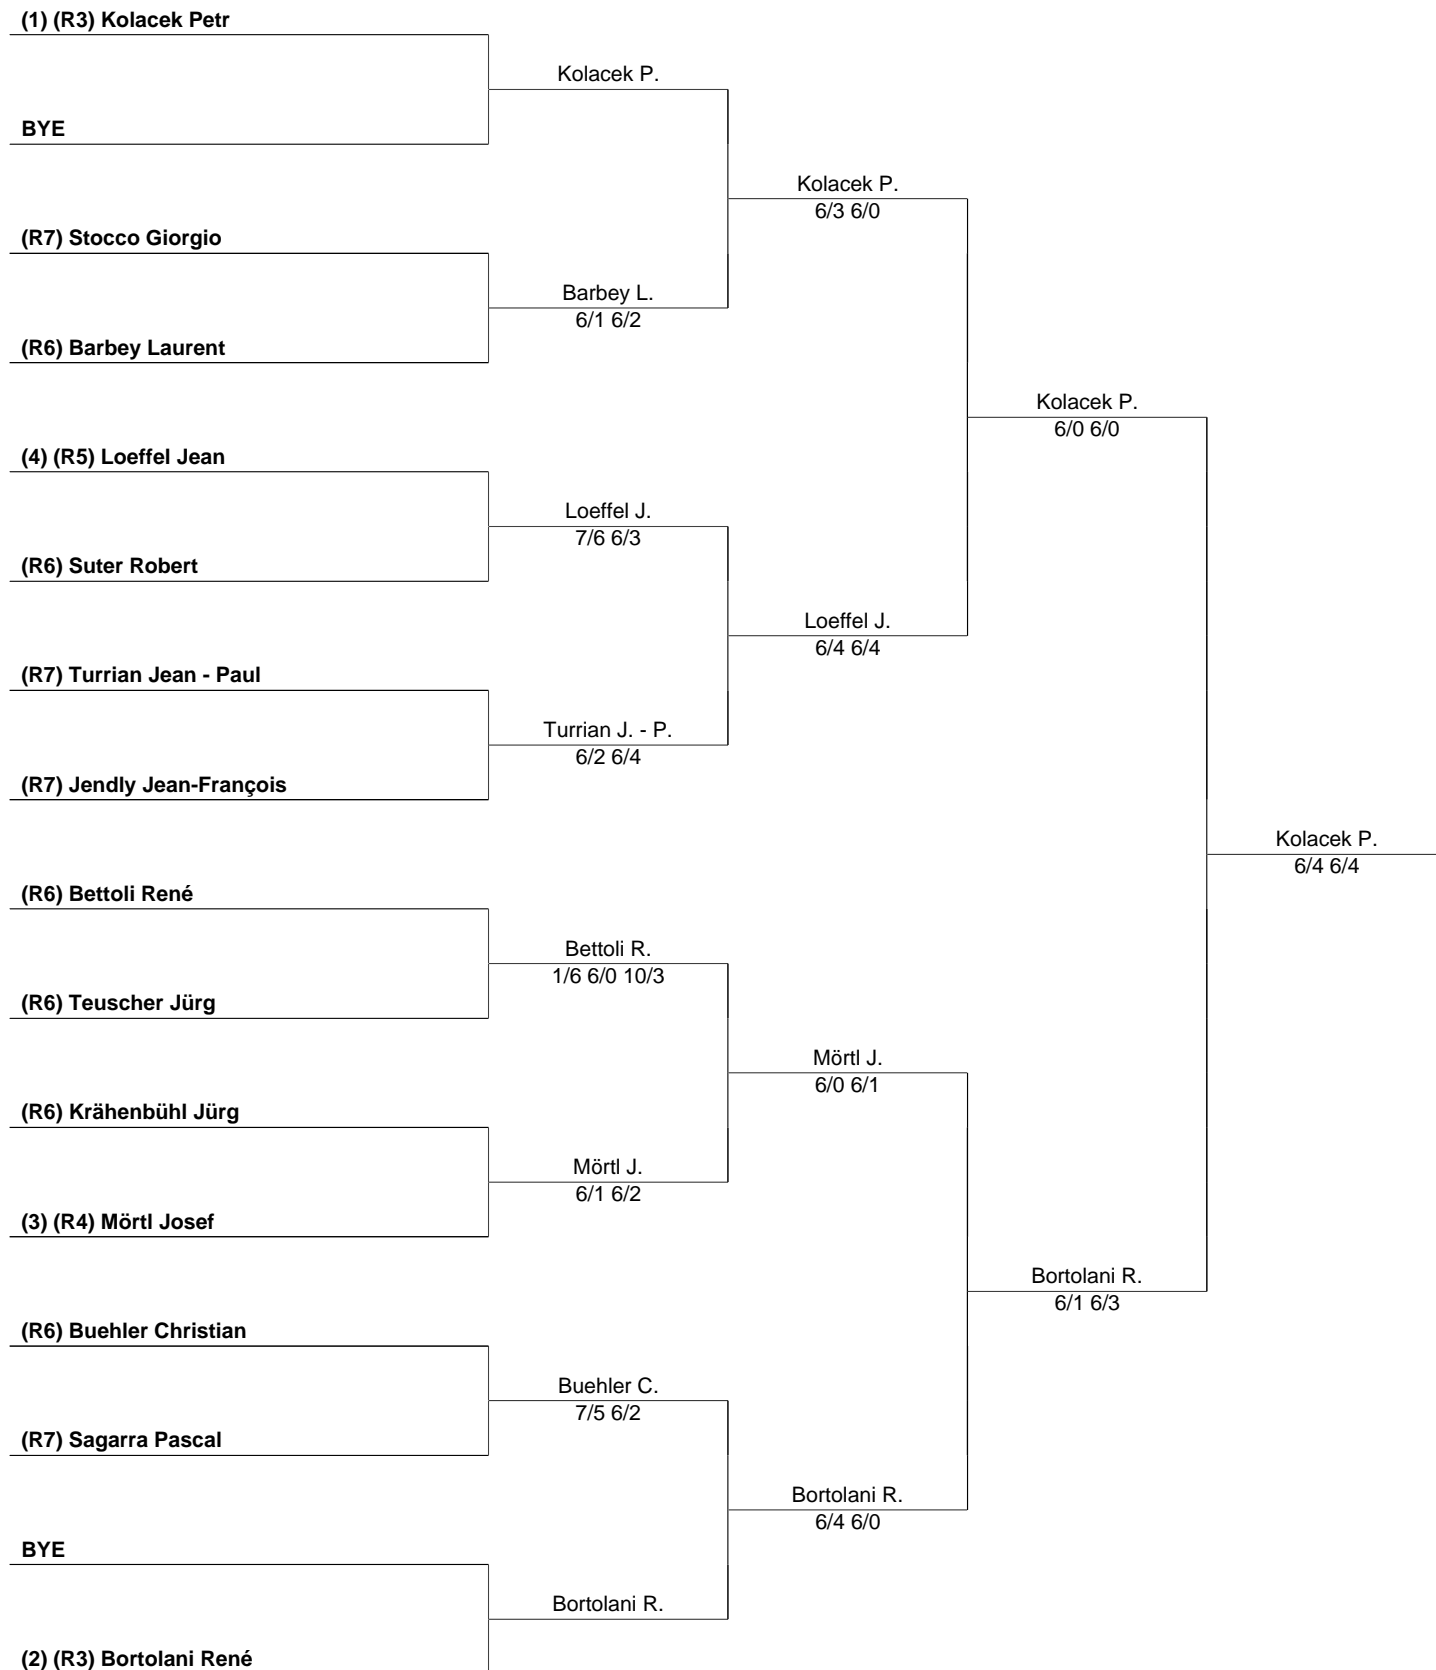 (1) (R3) Kolacek Petr
Kolacek P.
BYE
Kolacek P.
6/3 6/0
(R7) Stocco Giorgio
Barbey L.
6/1 6/2
(R6) Barbey Laurent
Kolacek P.
6/0 6/0
(4) (R5) Loeffel Jean
Loeffel J.
7/6 6/3
(R6) Suter Robert
Loeffel J.
6/4 6/4
(R7) Turrian Jean - Paul
Turrian J. - P.
6/2 6/4
(R7) Jendly Jean-François
Kolacek P.
6/4 6/4
(R6) Bettoli René
Bettoli R.
1/6 6/0 10/3
(R6) Teuscher Jürg
Mörtl J.
6/0 6/1
(R6) Krähenbühl Jürg
Mörtl J.
6/1 6/2
(3) (R4) Mörtl Josef
Bortolani R.
6/1 6/3
(R6) Buehler Christian
Buehler C.
7/5 6/2
(R7) Sagarra Pascal
Bortolani R.
6/4 6/0
BYE
Bortolani R.
(2) (R3) Bortolani René